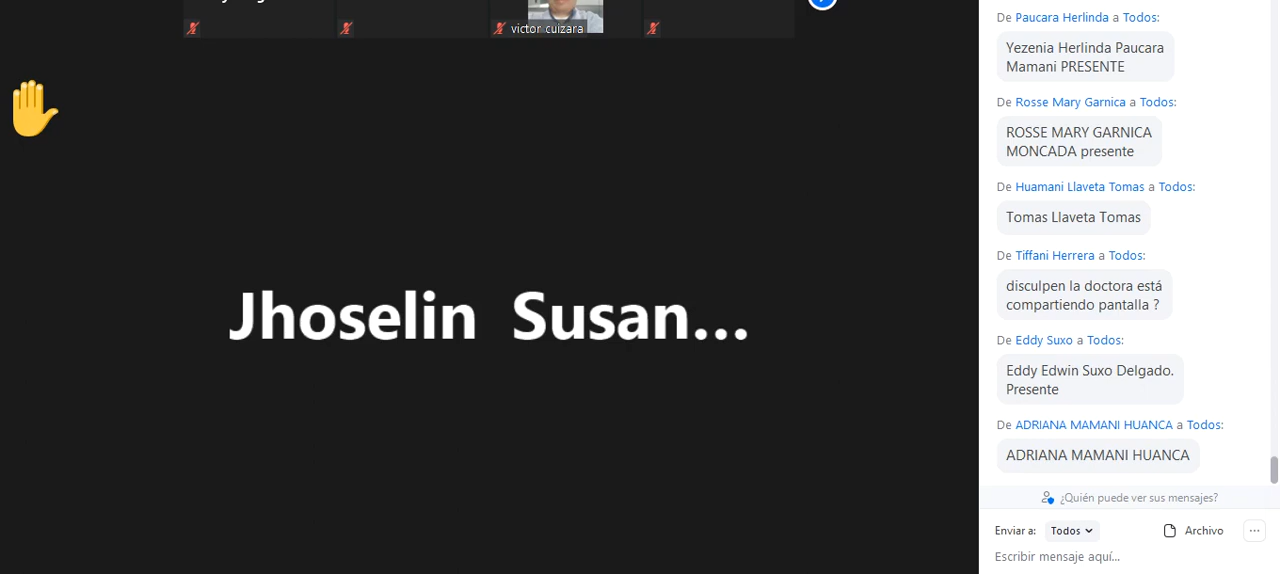 victor cuizara
Jhoselin Susan...
De Paucara Herlinda a Todos:
Yezenia Herlinda Paucara
Mamani PRESENTE
De Rosse Mary Garnica a Todos:
ROSSE MARY GARNICA
MONCADA presente
De Huamani Llaveta Tomas a Todos:
Tomas Llaveta Tomas
De Tiffani Herrera a Todos:
disculpen la doctora está
compartiendo pantalla ?
De Eddy Suxo a Todos:
Eddy Edwin Suxo Delgado.
Presente
De ADRIANA MAMANI HUANCA a Todos:
ADRIANA MAMANI HUANCA
¿Quién puede ver sus mensajes?
Enviar a: Todos Archivo ...
Escribir mensaje aquí...